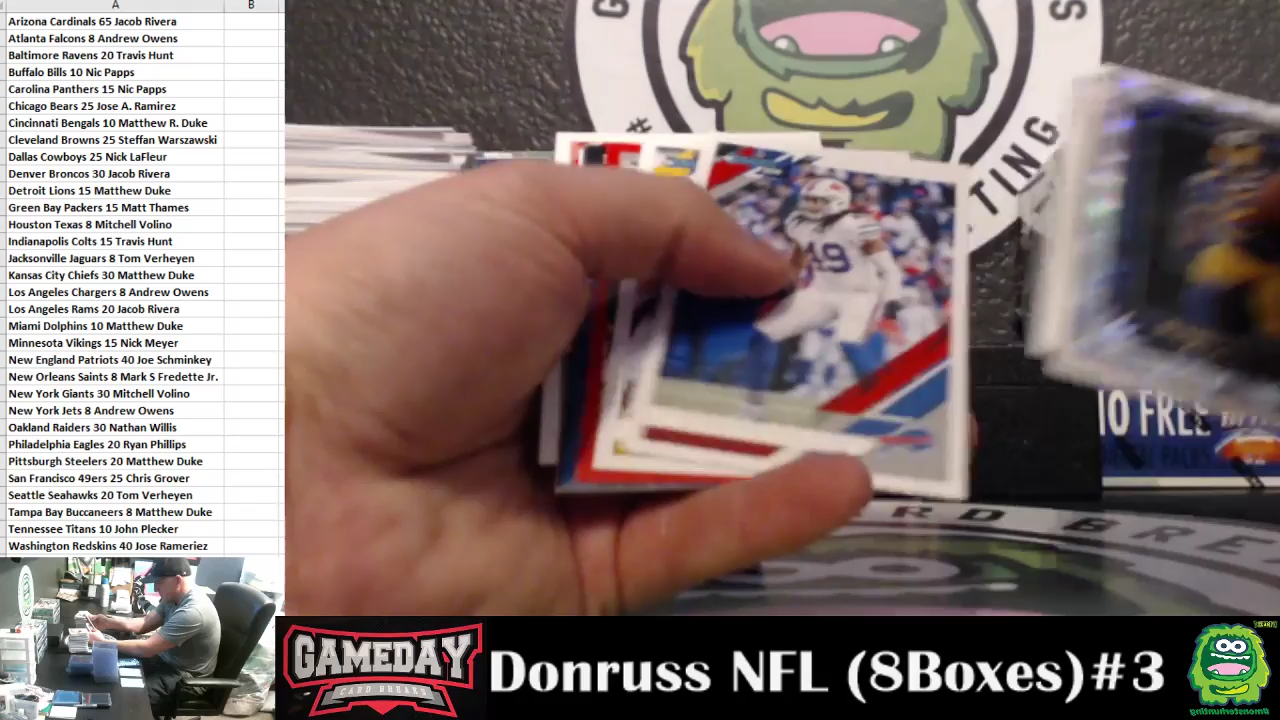 A B
Arizona Cardinals 65 Jacob Rivera
Atlanta Falcons 8 Andrew Owens
Baltimore Ravens 20 Travis Hunt
Buffalo Bills 10 Nic Papps
Carolina Panthers 15 Nic Papps
Chicago Bears 25 Jose A. Ramirez
Cincinnati Bengals 10 Matthew R. Duke
Cleveland Browns 25 Steffan Warszawski
Dallas Cowboys 25 Nick LaFleur
Denver Broncos 30 Jacob Rivera
Detroit Lions 15 Matthew Duke
Green Bay Packers 15 Matt Thames
Houston Texas 8 Mitchell Volino
Indianapolis Colts 15 Travis Hunt
Jacksonville Jaguars 8 Tom Verheyen
Kansas City Chiefs 30 Matthew Duke
Los Angeles Chargers 8 Andrew Owens
Los Angeles Rams 20 Jacob Rivera
Miami Dolphins 10 Matthew Duke
Minnesota Vikings 15 Nick Meyer
New England Patriots 40 Joe Schminkey
New Orleans Saints 8 Mark S Fredette Jr.
New York Giants 30 Mitchell Volino
New York Jets 8 Andrew Owens
Oakland Raiders 30 Nathan Willis
Philadelphia Eagles 20 Ryan Phillips
Pittsburgh Steelers 20 Matthew Duke
San Francisco 49ers 25 Chris Grover
Seattle Seahawks 20 Tom Verheyen
Tampa Bay Buccaneers 8 Matthew Duke
Tennessee Titans 10 John Plecker
Washington Redskins 40 Jose Rameriez
G S
#
TING
49
RD BRE
GAMEDAY
CARD BREAKS
Donruss NFL (8Boxes)#3